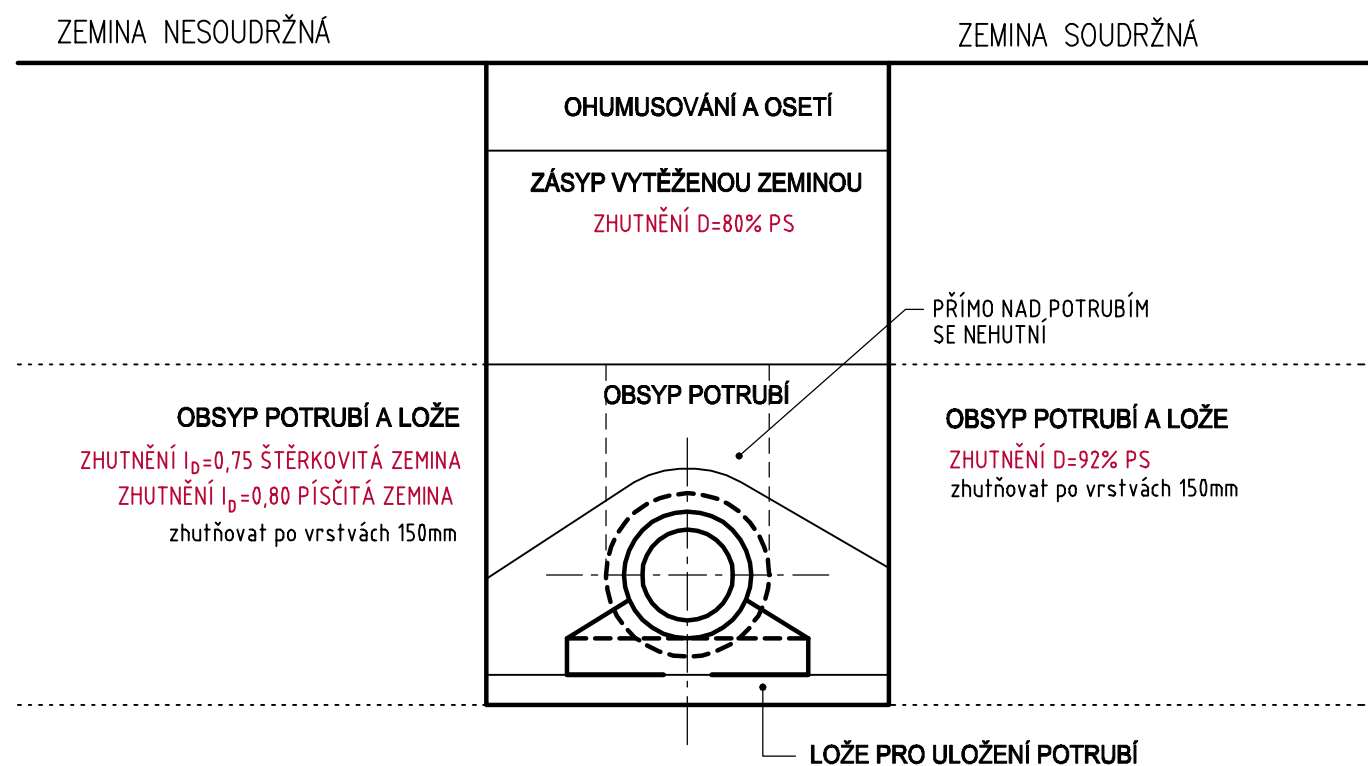 ZEMINA NESOUDRŽNÁ
ZEMINA SOUDRŽNÁ
OHUMUSOVÁNÍ A OSETÍ
ZÁSYP VYTĚŽENOU ZEMINOU
ZHUTNĚNÍ D=80% PS
PŘÍMO NAD POTRUBÍM
SE NEHUTNÍ
OBSYP POTRUBÍ
OBSYP POTRUBÍ A LOŽE
ZHUTNĚNÍ I_D=0,75 ŠTĚRKOVITÁ ZEMINA
ZHUTNĚNÍ I_D=0,80 PÍSČITÁ ZEMINA
zhutňovat po vrstvách 150mm
OBSYP POTRUBÍ A LOŽE
ZHUTNĚNÍ D=92% PS
zhutňovat po vrstvách 150mm
LOŽE PRO ULOŽENÍ POTRUBÍ